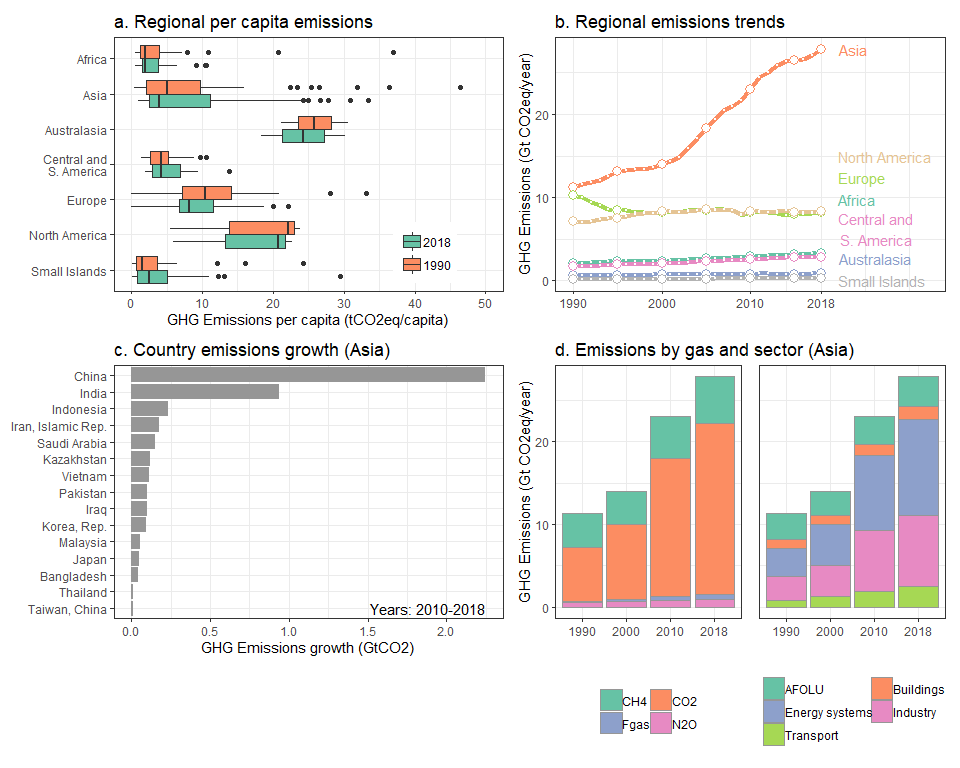 a. Regional per capita emissions
Africa
Asia
Australasia
Central and
S. America
Europe
North America
Small Islands
2018
1990
0
10
20
30
40
50
GHG Emissions per capita (tCO2eq/capita)
b. Regional emissions trends
GHG Emissions (Gt CO2eq/year)
20
10
0
Asia
North America
Europe
Africa
Central and
S. America
Australasia
Small Islands
1990
2000
2010
2018
c. Country emissions growth (Asia)
China
India
Indonesia
Iran, Islamic Rep.
Saudi Arabia
Kazakhstan
Vietnam
Pakistan
Iraq
Korea, Rep.
Malaysia
Japan
Bangladesh
Thailand
Taiwan, China
Years: 2010-2018
0.0
0.5
1.0
1.5
2.0
GHG Emissions growth (GtCO2)
d. Emissions by gas and sector (Asia)
GHG Emissions (Gt CO2eq/year)
20
10
0
1990
2000
2010
2018
1990
2000
2010
2018
CH4
CO2
Fgas
N2O
AFOLU
Buildings
Energy systems
Industry
Transport